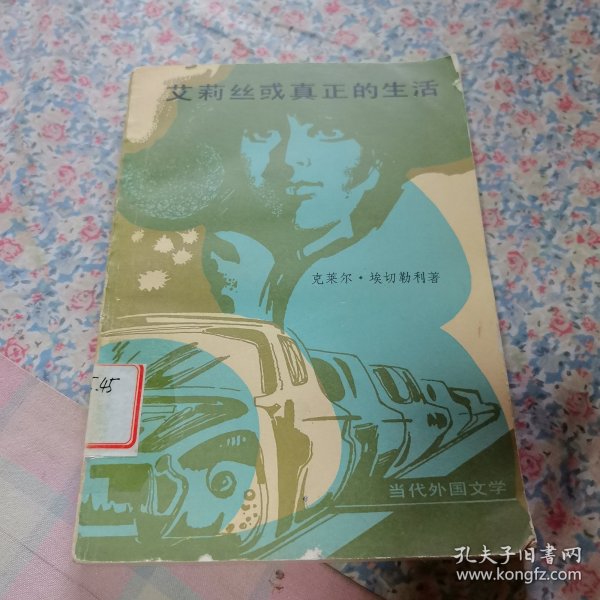 艾莉丝或真正的生活
克莱尔·埃切勒利著
5-45
当代外国文学
孔夫子旧书网
www.kongfz.com